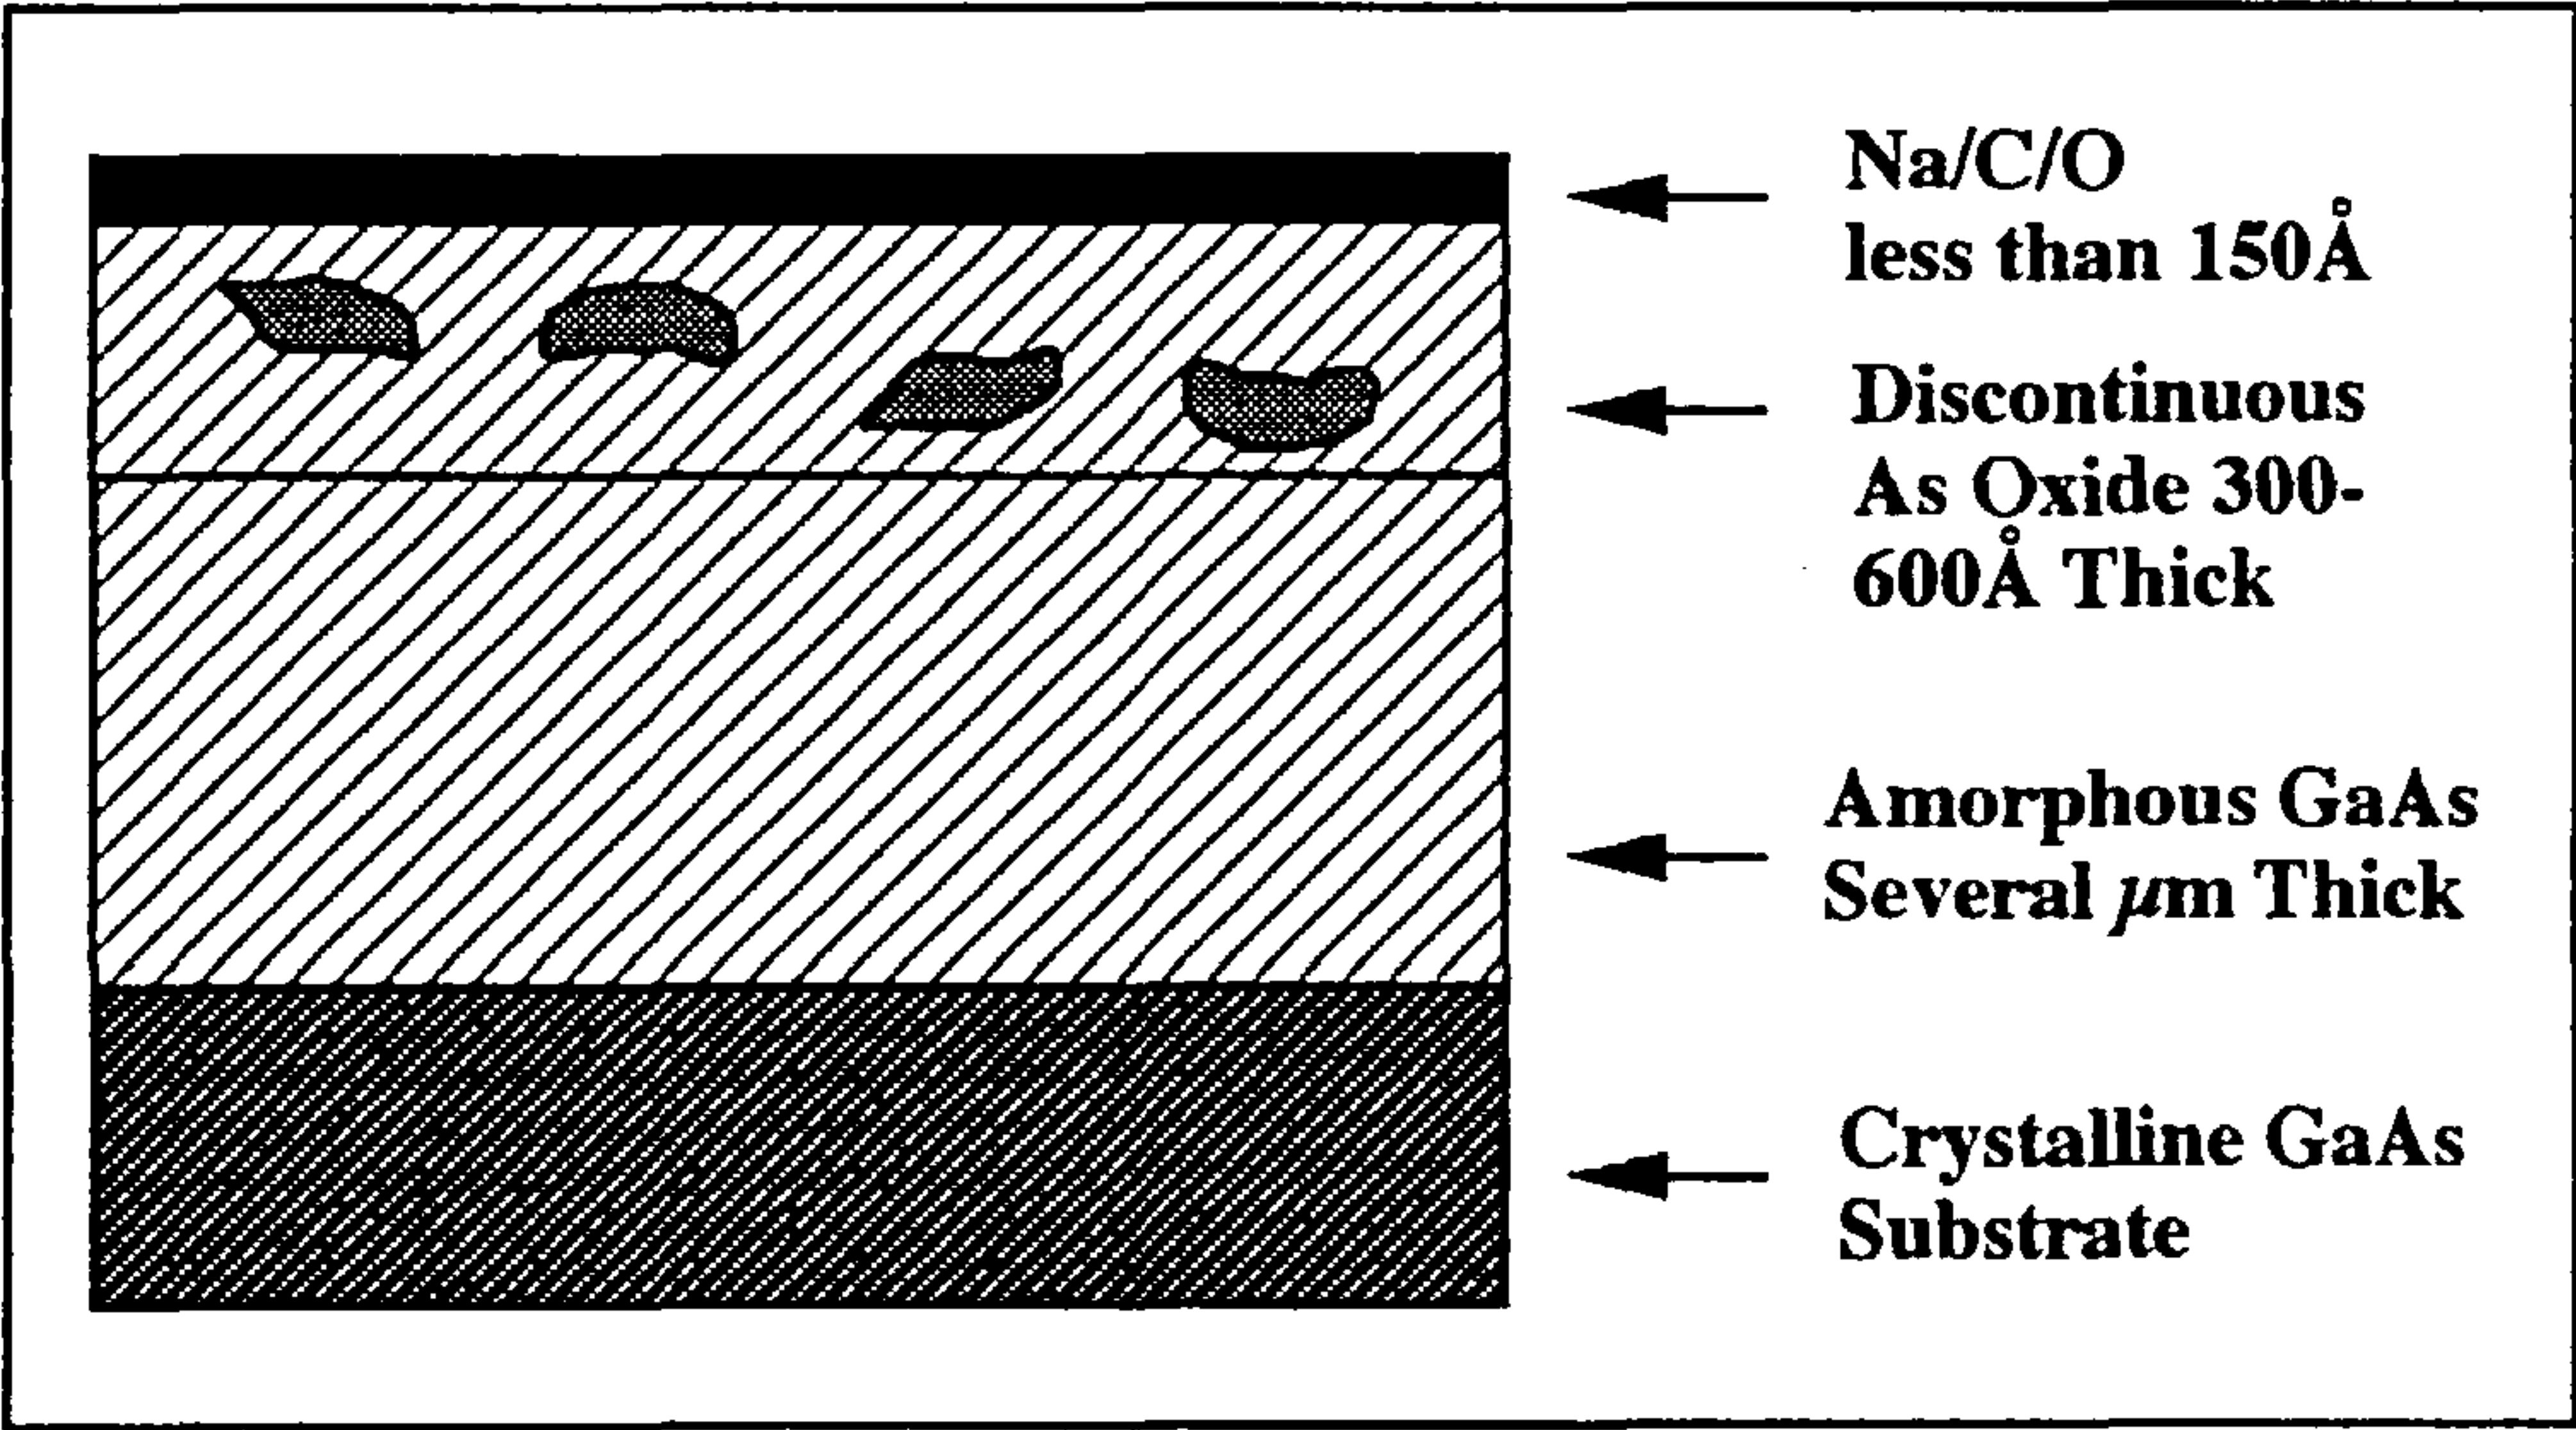 Na/C/O
less than 150Å
Discontinuous
As Oxide 300-
600Å Thick
Amorphous GaAs
Several µm Thick
Crystalline GaAs
Substrate